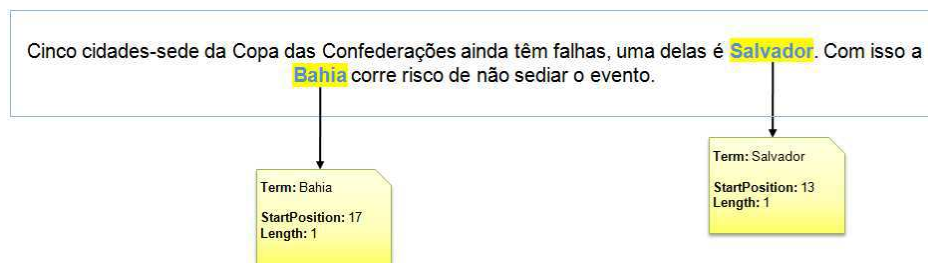 Cinco cidades-sede da Copa das Confederações ainda têm falhas, uma delas é Salvador. Com isso a
Bahia corre risco de não sediar o evento.
Term: Salvador
StartPosition: 13
Length: 1
Term: Bahia
StartPosition: 17
Length: 1